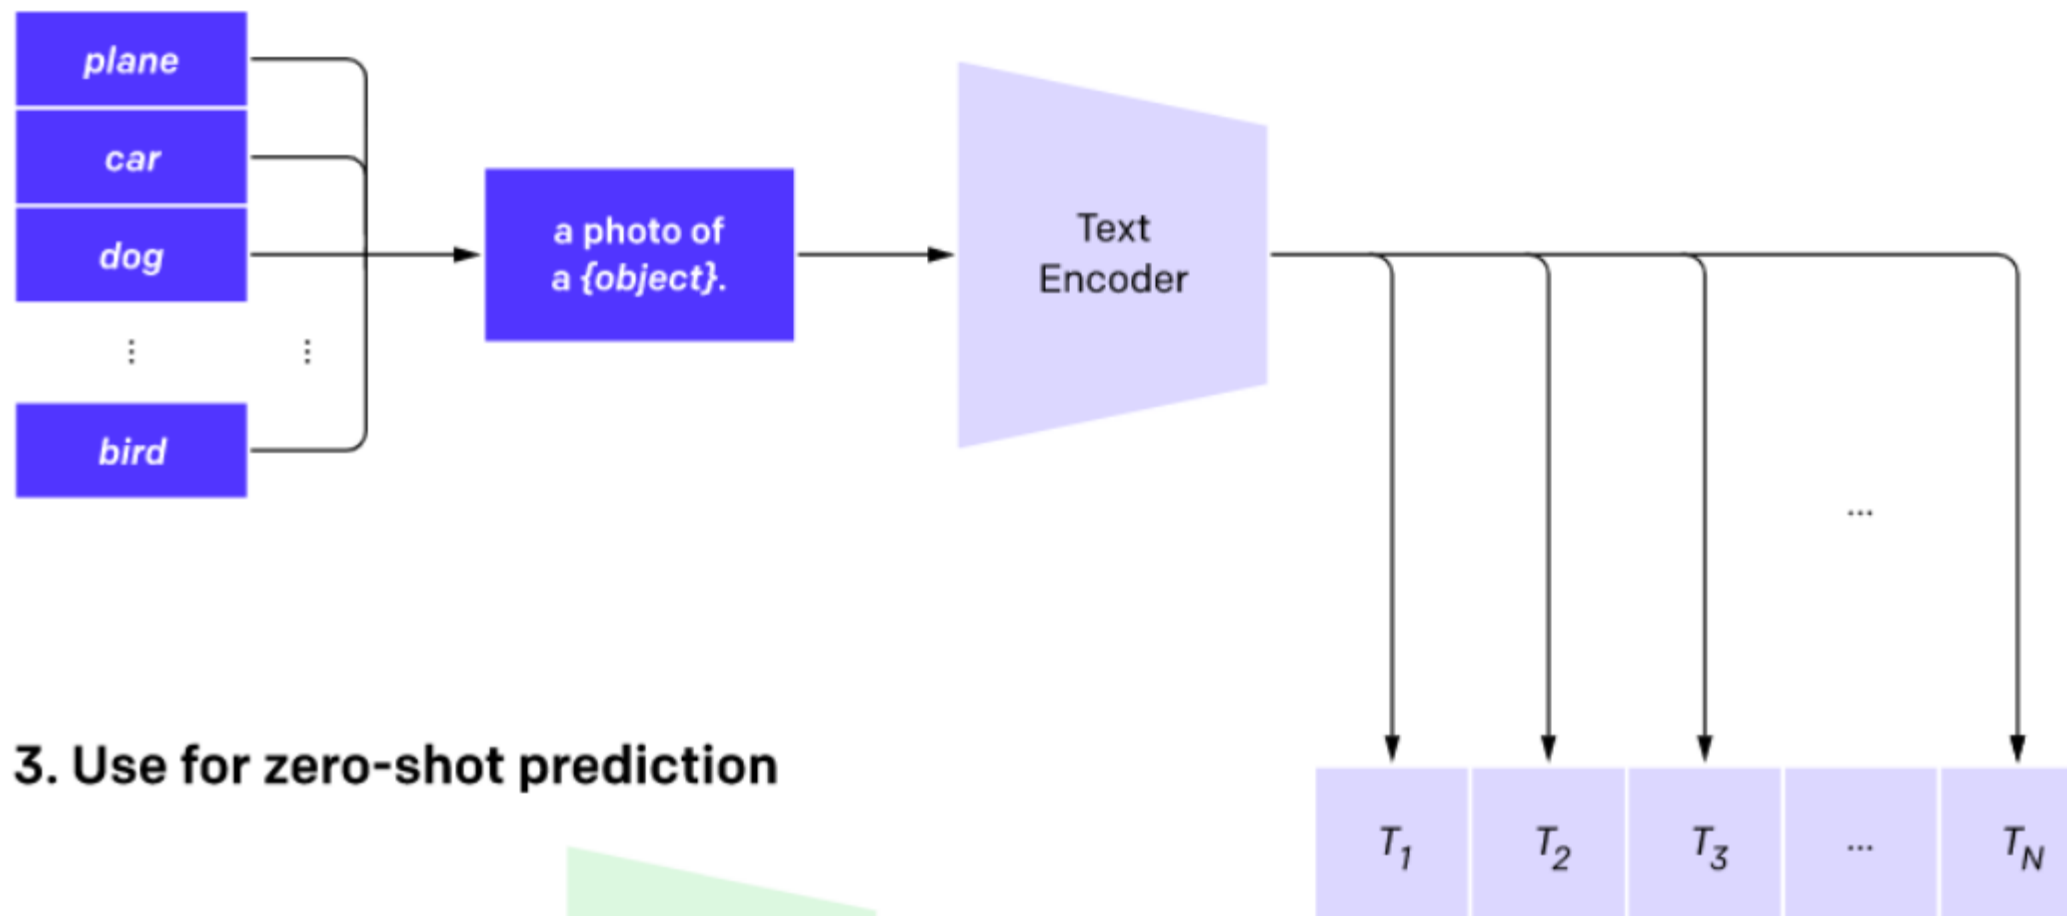 plane
car
dog
bird
a photo of
a {object}.
Text
Encoder
...
3. Use for zero-shot prediction
T1 T2 T3 ... TN